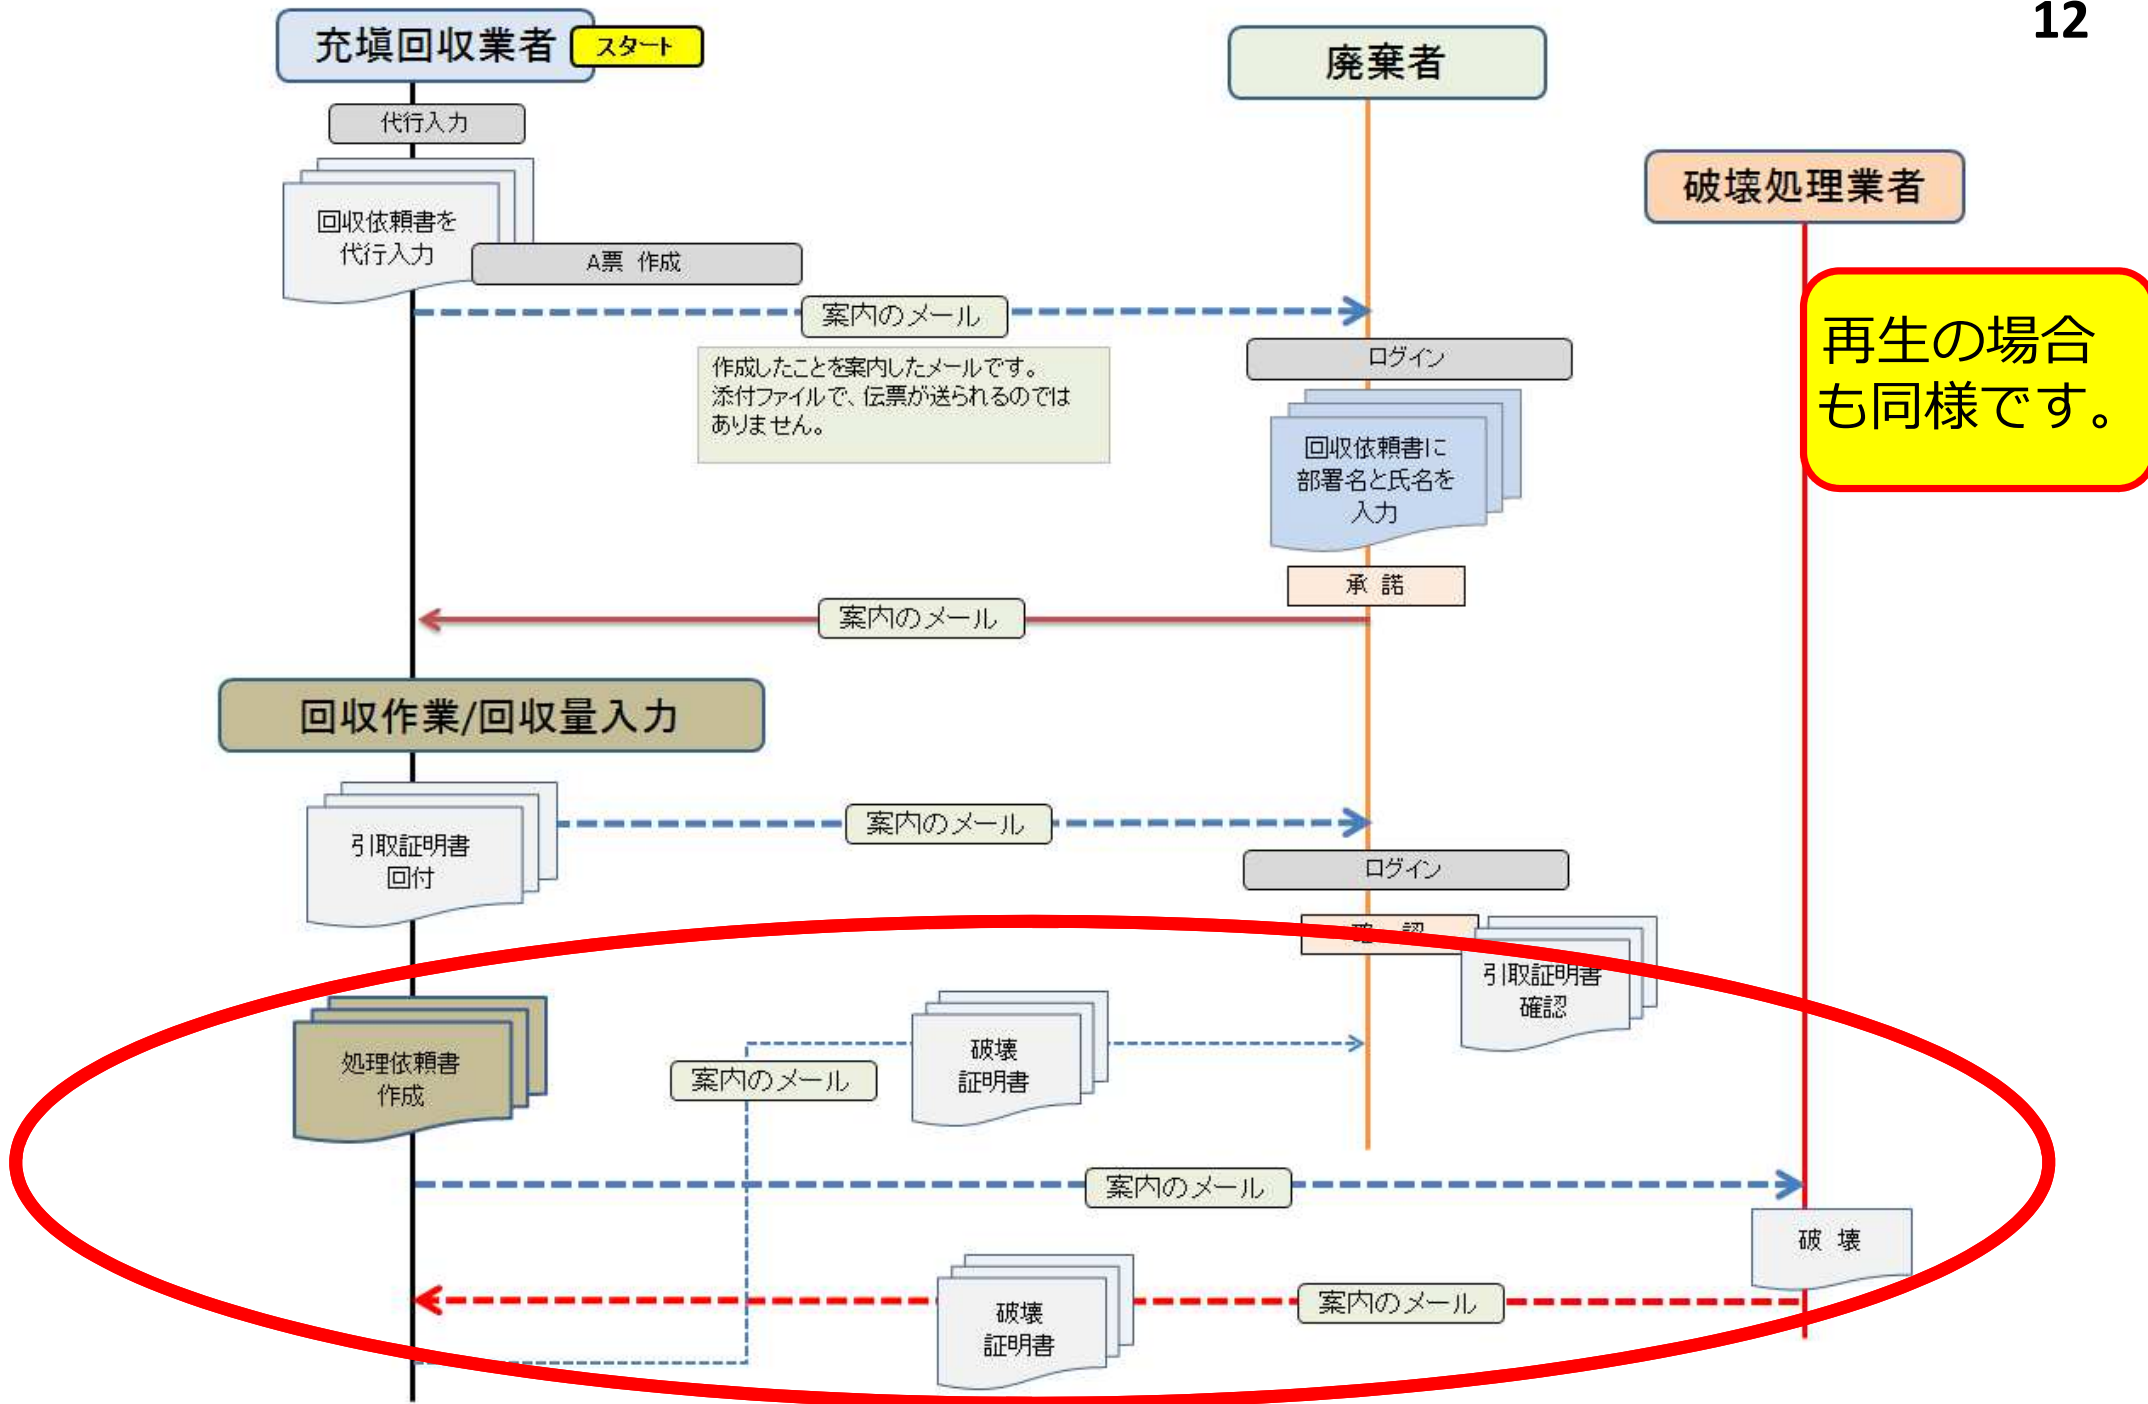 12
充塡回収業者
スタート
廃棄者
代行入力
破壊処理業者
回収依頼書を
代行入力
A票 作成
案内のメール
再生の場合
も同様です。
作成したことを案内したメールです。
添付ファイルで、伝票が送られるのでは
ありません。
ログイン
回収依頼書に
部署名と氏名を
入力
承 諾
案内のメール
回収作業/回収量入力
案内のメール
引取証明書
回付
ログイン
確 認
引取証明書
確認
処理依頼書
作成
案内のメール
破壊
証明書
案内のメール
破 壊
案内のメール
破壊
証明書